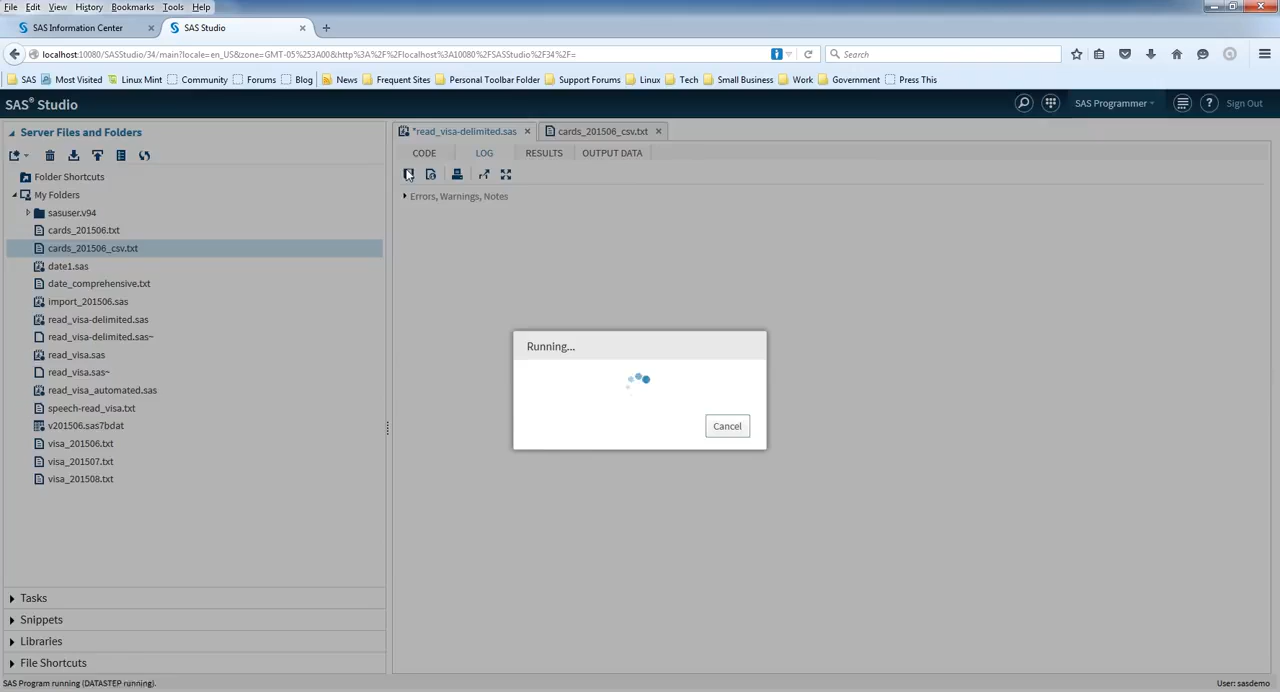 File Edit View History Bookmarks Tools Help
SAS Information Center × SAS Studio × +
localhost:10080/SASStudio/34/main?locale=en_US&zone=GMT-05%253A00&http%3A%2F%2Flocalhost%3A10080%2FSASStudio%2F34%2F= Search
SAS Most Visited Linux Mint Community Forums Blog News Frequent Sites Personal Toolbar Folder Support Forums Linux Tech Small Business Work Government Press This
SAS® Studio SAS Programmer ? Sign Out
Server Files and Folders *read_visa-delimited.sas × cards_201506_csv.txt ×
CODE LOG RESULTS OUTPUT DATA
Folder Shortcuts
My Folders Errors, Warnings, Notes
sasuser.v94
cards_201506.txt
cards_201506_csv.txt
date1.sas
date_comprehensive.txt
import_201506.sas
read_visa-delimited.sas
read_visa-delimited.sas~
read_visa.sas
read_visa.sas~
read_visa_automated.sas
speech-read_visa.txt
v201506.sas7bdat
visa_201506.txt
visa_201507.txt
visa_201508.txt
Running...
Cancel
Tasks
Snippets
Libraries
File Shortcuts
SAS Program running (DATASTEP running). User: sasdemo